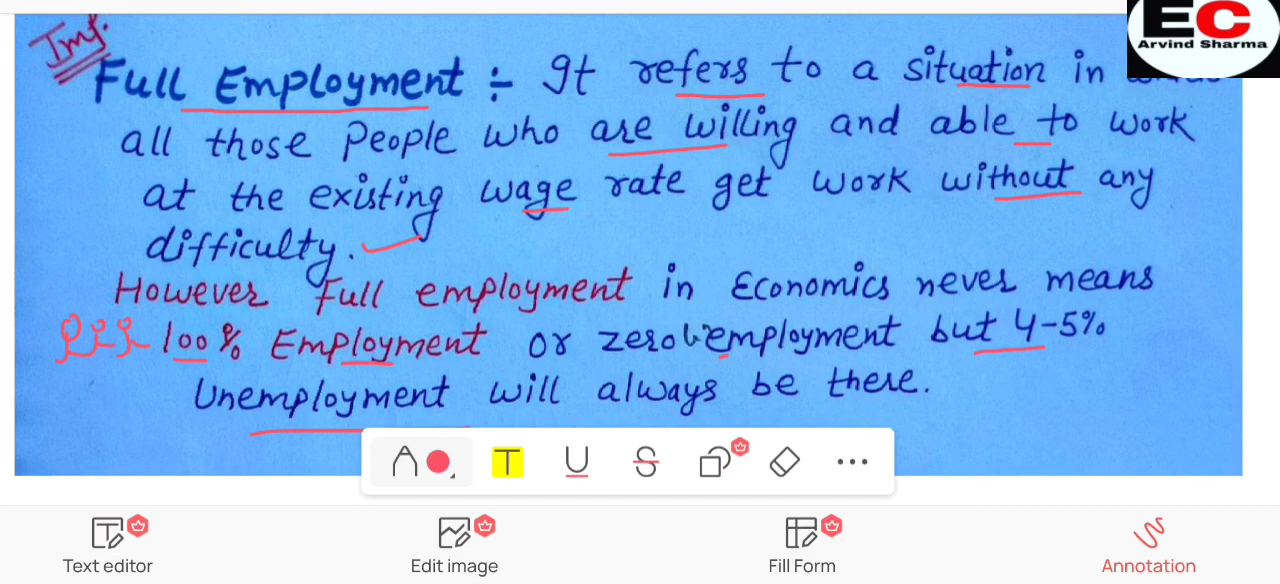 EC
Arvind Sharma
Imp.
Full Employment ÷ It refers to a situation in
all those People who are willing and able to work
at the existing wage rate get work without any
difficulty.
However Full employment in Economics never means
100% Employment or zero employment but 4-5%
Unemployment will always be there.
T U S
Text editor
Edit image
Fill Form
Annotation